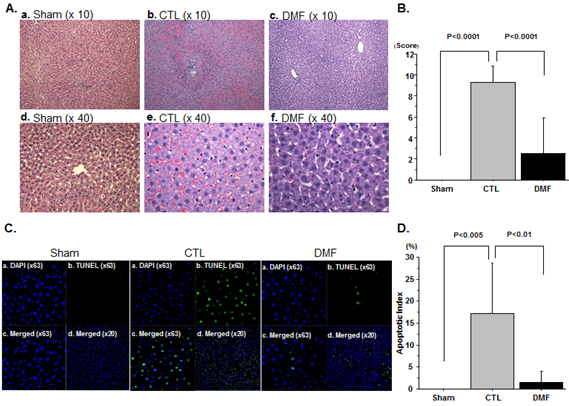 A.
a. Sham (x 10)
b. CTL (x 10)
c. DMF (x 10)
d. Sham (x 40)
e. CTL (x 40)
f. DMF (x 40)
B.
P<0.0001 P<0.0001
(Score)
12
10
8
6
4
2
0
Sham CTL DMF
C.
Sham CTL DMF
a. DAPI (x63) b. TUNEL (x63) a. DAPI (x63) b. TUNEL (x63) a. DAPI (x63) b. TUNEL (x63)
c. Merged (x63) d. Merged (x20) c. Merged (x63) d. Merged (x20) c. Merged (x63) d. Merged (x20)
D.
P<0.005 P<0.01
(%)
Apoptotic Index
30
25
20
15
10
5
0
Sham CTL DMF